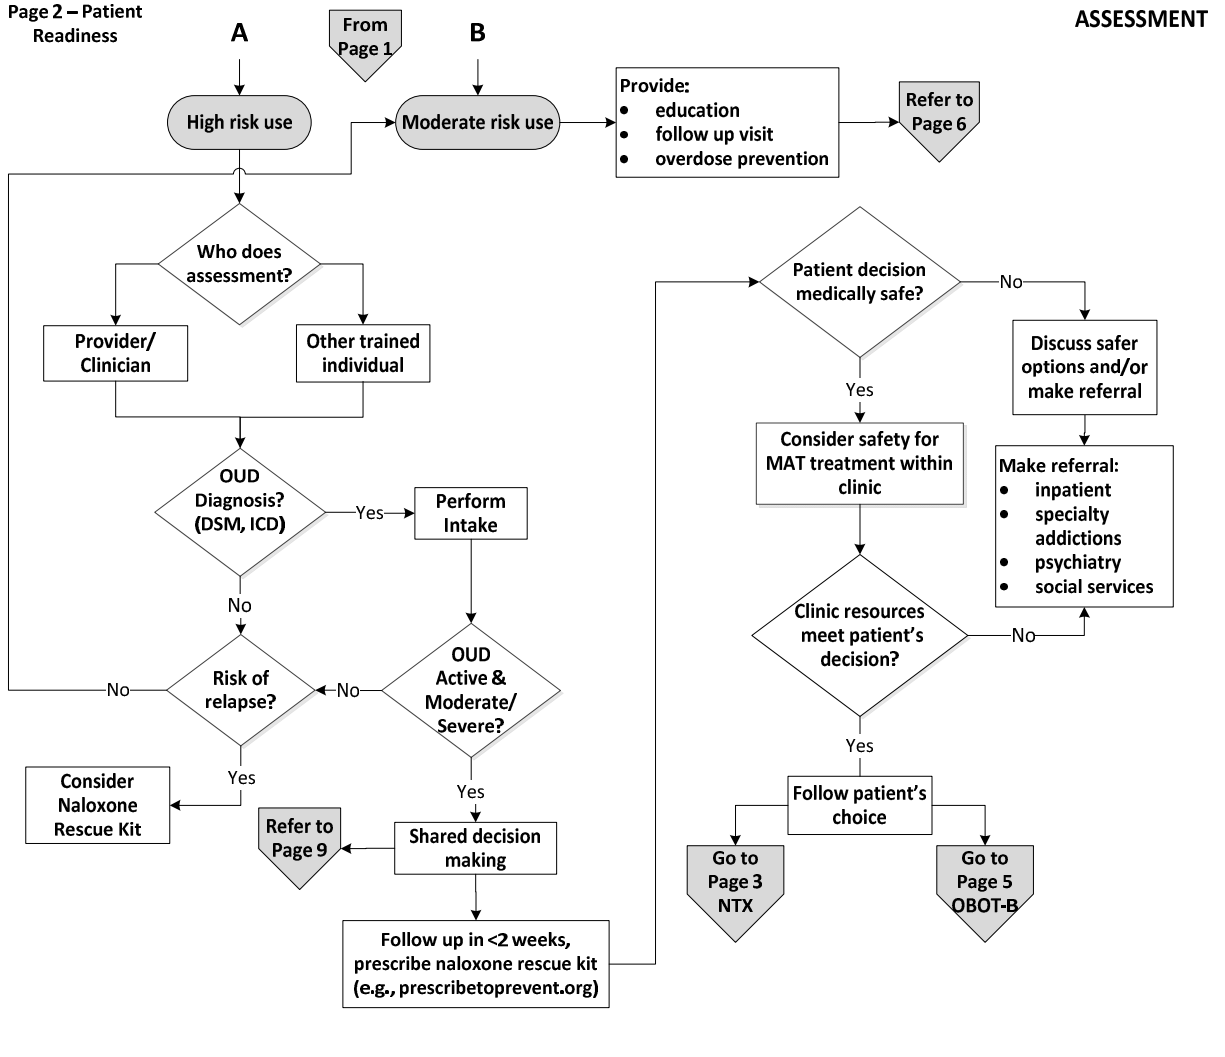 Page 2 – Patient
Readiness
A
From
Page 1
B
ASSESSMENT
High risk use
Moderate risk use
Provide:
● education
● follow up visit
● overdose prevention
Refer to
Page 6
Who does
assessment?
Provider/
Clinician
Other trained
individual
OUD
Diagnosis?
(DSM, ICD)
Yes
Perform
Intake
No
Risk of
relapse?
No
No
OUD
Active &
Moderate/
Severe?
Yes
Consider
Naloxone
Rescue Kit
Yes
Refer to
Page 9
Shared decision
making
Follow up in <2 weeks,
prescribe naloxone rescue kit
(e.g., prescribetoprevent.org)
Patient decision
medically safe?
No
Discuss safer
options and/or
make referral
Yes
Consider safety for
MAT treatment within
clinic
Make referral:
● inpatient
● specialty
addictions
● psychiatry
● social services
Clinic resources
meet patient’s
decision?
No
Yes
Follow patient’s
choice
Go to
Page 3
NTX
Go to
Page 5
OBOT-B